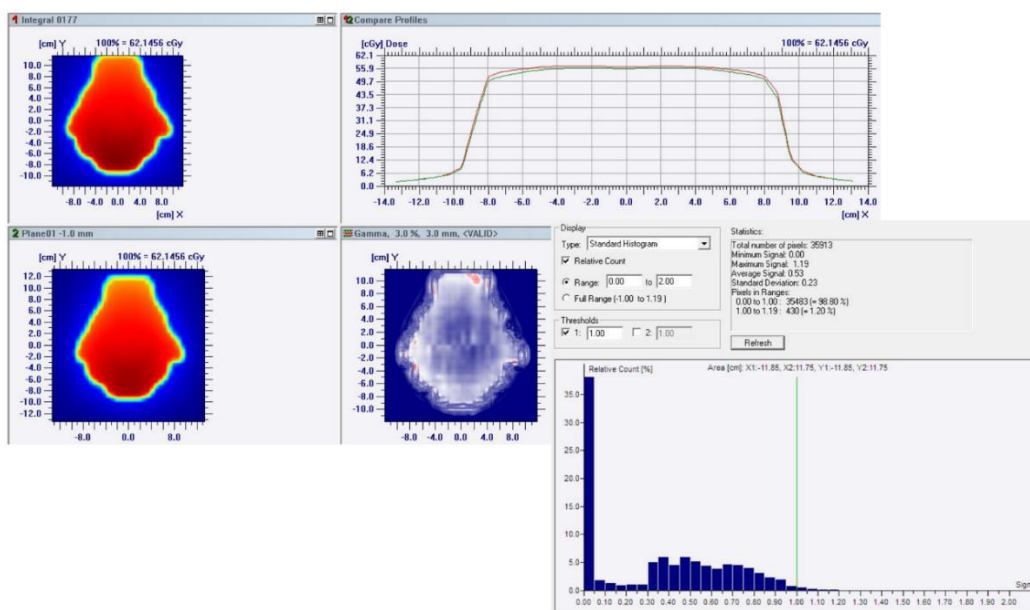 1 Integral 0177
[cm] Y 100% = 62.1456 cGy
10.0
8.0
6.0
4.0
2.0
0.0
-2.0
-4.0
-6.0
-8.0
-10.0
-8.0 -4.0 0.0 4.0 8.0
[cm] X
12 Compare Profiles
[cGy] Dose 100% = 62.1456 cGy
62.1
55.9
49.7
43.5
37.3
31.1
24.9
18.6
12.4
6.2
0.0
-14.0 -12.0 -10.0 -8.0 -6.0 -4.0 -2.0 0.0 2.0 4.0 6.0 8.0 10.0 12.0 14.0
[cm] X
2 Plane01 -1.0 mm
[cm] Y 100% = 62.1456 cGy
12.0
10.0
8.0
6.0
4.0
2.0
0.0
-2.0
-4.0
-6.0
-8.0
-10.0
-12.0
-8.0 0.0 8.0
Gamma, 3.0 %, 3.0 mm, <VALID>
[cm] Y
10.0
8.0
6.0
4.0
2.0
0.0
-2.0
-4.0
-6.0
-8.0
-10.0
-8.0 -4.0 0.0 4.0 8.0
Display
Type: Standard Histogram
Relative Count
Range: 0.00 to 2.00
Full Range (-1.00 to 1.19 )
Thresholds
1: 1.00 2: 1.00
Statistics:
Total number of pixels: 35913
Minimum Signal: 0.00
Maximum Signal: 1.19
Average Signal: 0.53
Standard Deviation: 0.23
Pixels in Ranges:
0.00 to 1.00 : 35483 (= 98.80 %)
1.00 to 1.19 : 430 (= 1.20 %)
Refresh
Relative Count [%] Area [cm]: X1:-11.85, X2:11.75, Y1:-11.85, Y2:11.75
35.0
30.0
25.0
20.0
15.0
10.0
5.0
0.0
Sign
0.00 0.10 0.20 0.30 0.40 0.50 0.60 0.70 0.80 0.90 1.00 1.10 1.20 1.30 1.40 1.50 1.60 1.70 1.80 1.90 2.00